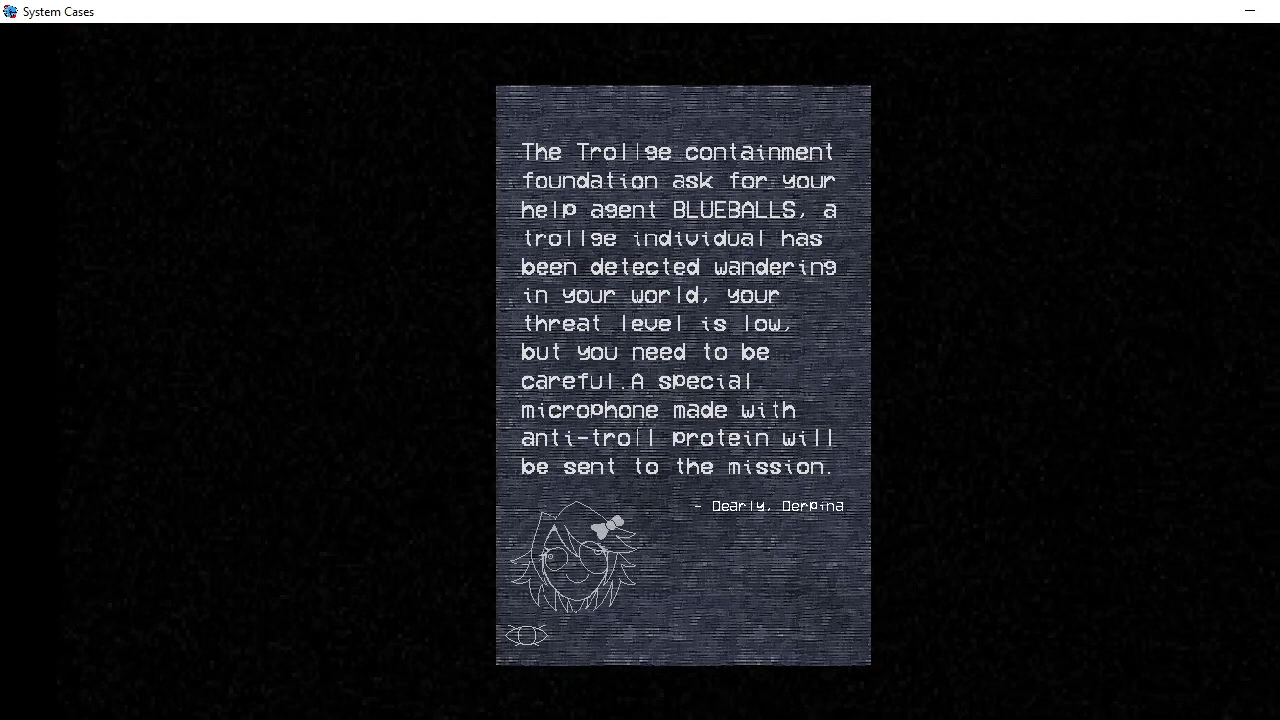 System Cases
The Trollge containment
foundation ask for your
help agent BLUEBALLS, a
trollge individual has
been detected wandering
in your world, your
threat level is low,
but you need to be
careful.A special
microphone made with
anti-troll protein will
be sent to the mission.
- Dearly, Derpina